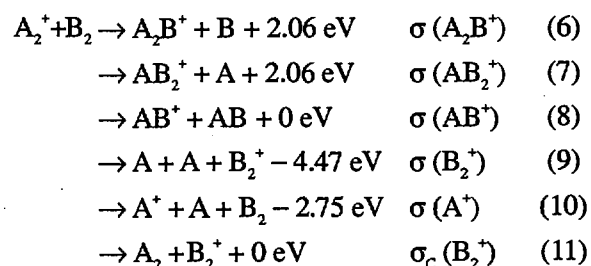 A₂⁺+B₂ → A₂B⁺ + B + 2.06 eV σ (A₂B⁺) (6)
→ AB₂⁺ + A + 2.06 eV σ (AB₂⁺) (7)
→ AB⁺ + AB + 0 eV σ (AB⁺) (8)
→ A + A + B₂⁺ − 4.47 eV σ (B₂⁺) (9)
→ A⁺ + A + B₂ − 2.75 eV σ (A⁺) (10)
→ A₂ + B₂⁺ + 0 eV σ_C (B₂⁺) (11)